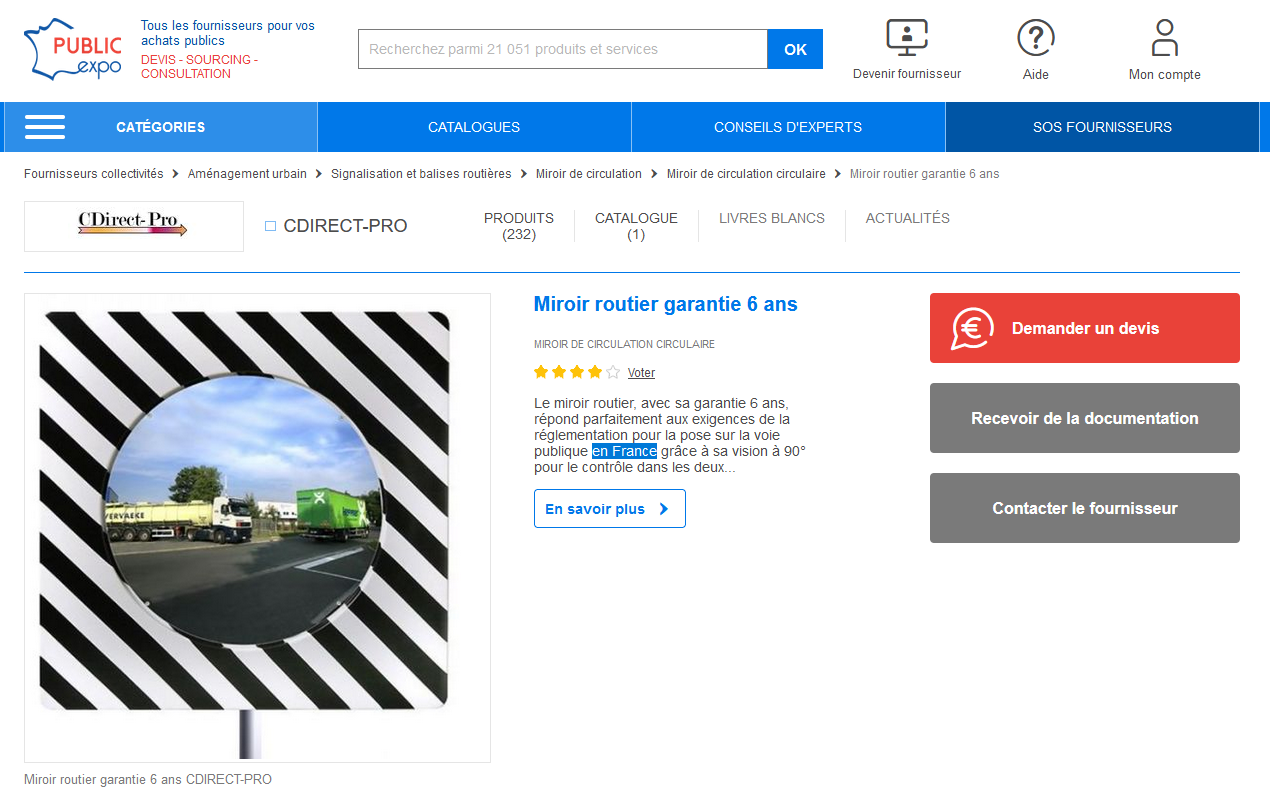 PUBLIC
expo
Tous les fournisseurs pour vos
achats publics
DEVIS - SOURCING -
CONSULTATION
Recherchez parmi 21 051 produits et services
OK
Devenir fournisseur
Aide
Mon compte
CATÉGORIES
CATALOGUES
CONSEILS D'EXPERTS
SOS FOURNISSEURS
Fournisseurs collectivités > Aménagement urbain > Signalisation et balises routières > Miroir de circulation > Miroir de circulation circulaire > Miroir routier garantie 6 ans
CDirect-Pro
CDIRECT-PRO
PRODUITS
(232)
CATALOGUE
(1)
LIVRES BLANCS
ACTUALITÉS
VERVAEKE
Miroir routier garantie 6 ans
MIROIR DE CIRCULATION CIRCULAIRE
Voter
Le miroir routier, avec sa garantie 6 ans,
répond parfaitement aux exigences de la
réglementation pour la pose sur la voie
publique en France grâce à sa vision à 90°
pour le contrôle dans les deux...
En savoir plus
Demander un devis
Recevoir de la documentation
Contacter le fournisseur
Miroir routier garantie 6 ans CDIRECT-PRO